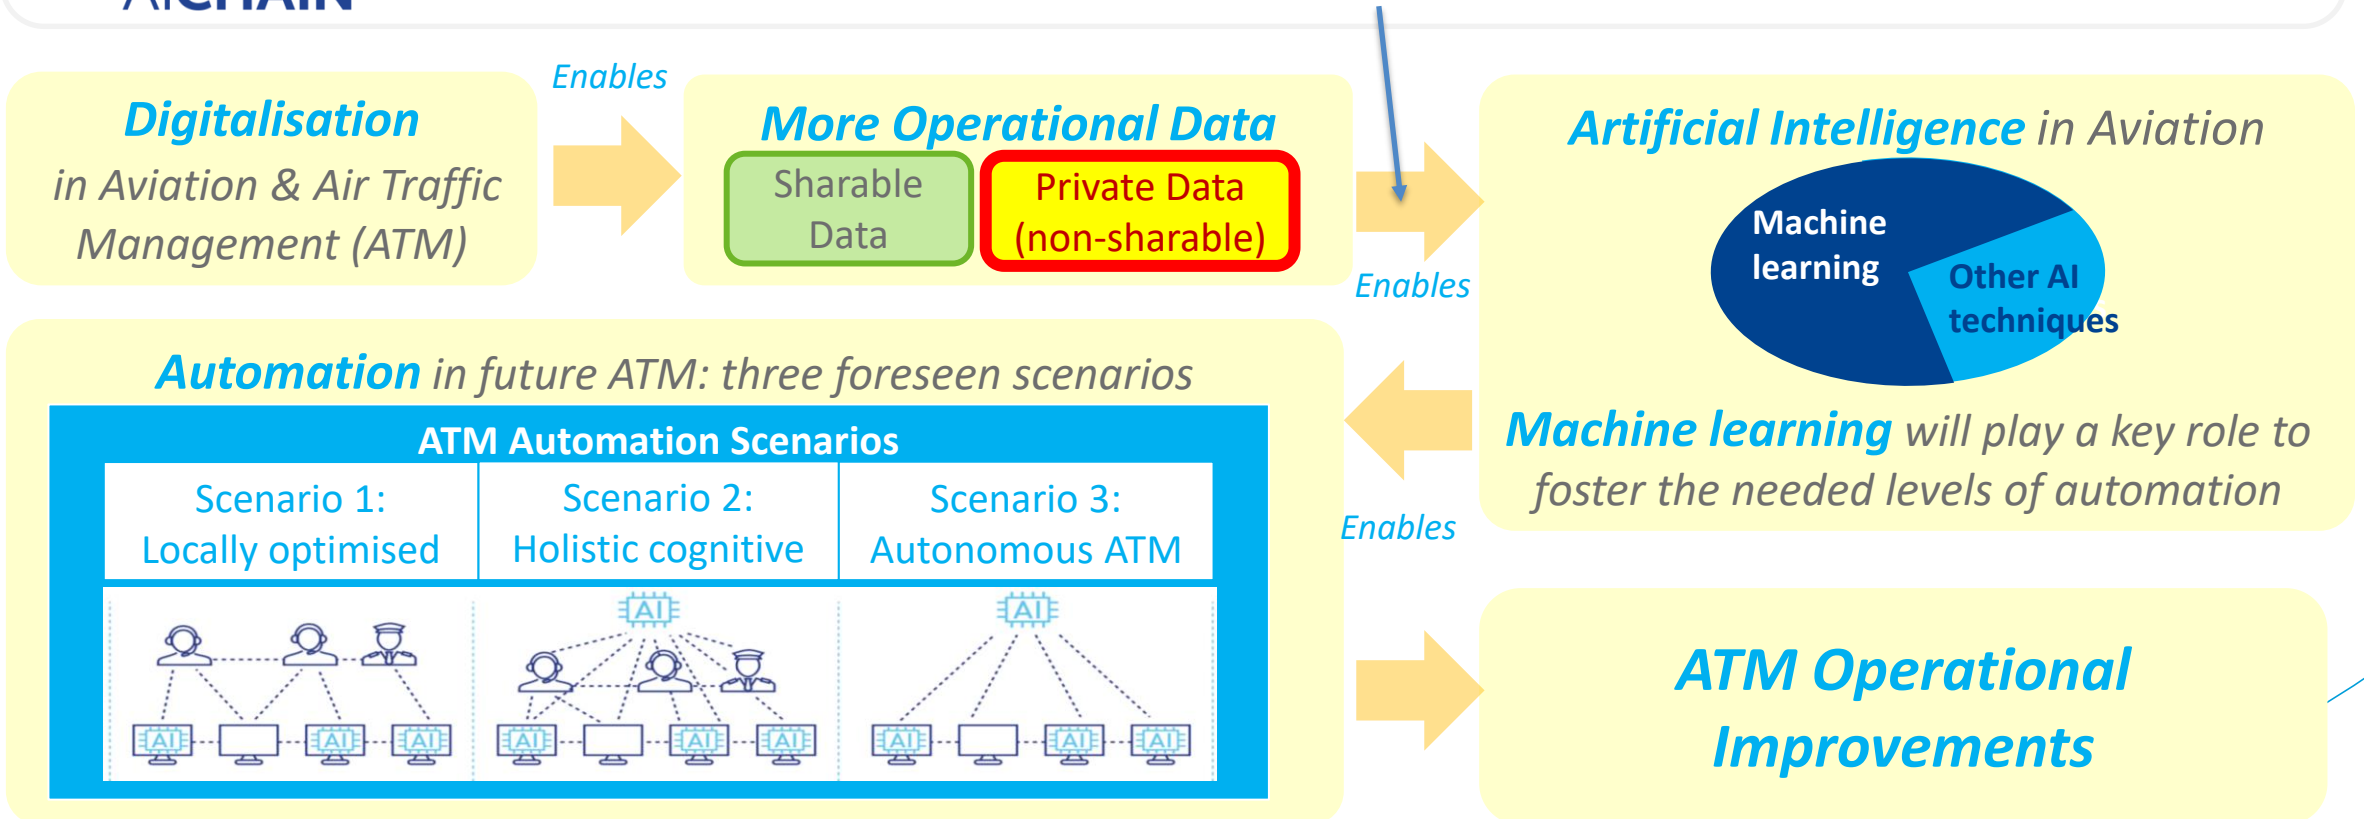 AICHAIN
Enables
Digitalisation
in Aviation & Air Traffic
Management (ATM)
More Operational Data
Sharable
Data
Private Data
(non-sharable)
Enables
Artificial Intelligence in Aviation
Machine
learning
Other AI
techniques
Machine learning will play a key role to
foster the needed levels of automation
Enables
Automation in future ATM: three foreseen scenarios
ATM Automation Scenarios
Scenario 1:
Locally optimised
Scenario 2:
Holistic cognitive
Scenario 3:
Autonomous ATM
AI
AI
AI
AI
AI
AI
AI
AI
AI
AI
AI
ATM Operational
Improvements